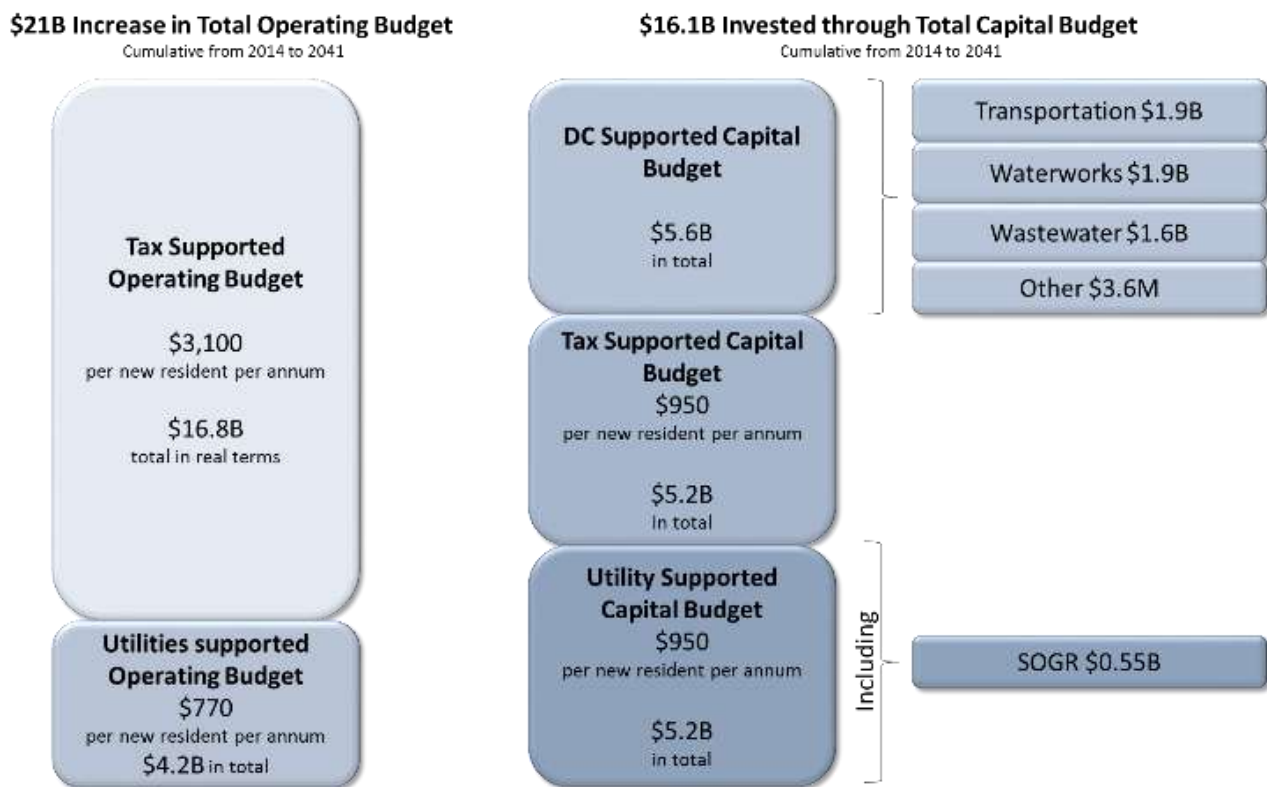 $21B Increase in Total Operating Budget
Cumulative from 2014 to 2041
Tax Supported
Operating Budget
$3,100
per new resident per annum
$16.8B
total in real terms
Utilities supported
Operating Budget
$770
per new resident per annum
$4.2B in total
$16.1B Invested through Total Capital Budget
Cumulative from 2014 to 2041
DC Supported Capital
Budget
$5.6B
in total
Transportation $1.9B
Waterworks $1.9B
Wastewater $1.6B
Other $3.6M
Tax Supported Capital
Budget
$950
per new resident per annum
$5.2B
in total
Utility Supported
Capital Budget
$950
per new resident per annum
$5.2B
in total
Including
SOGR $0.55B